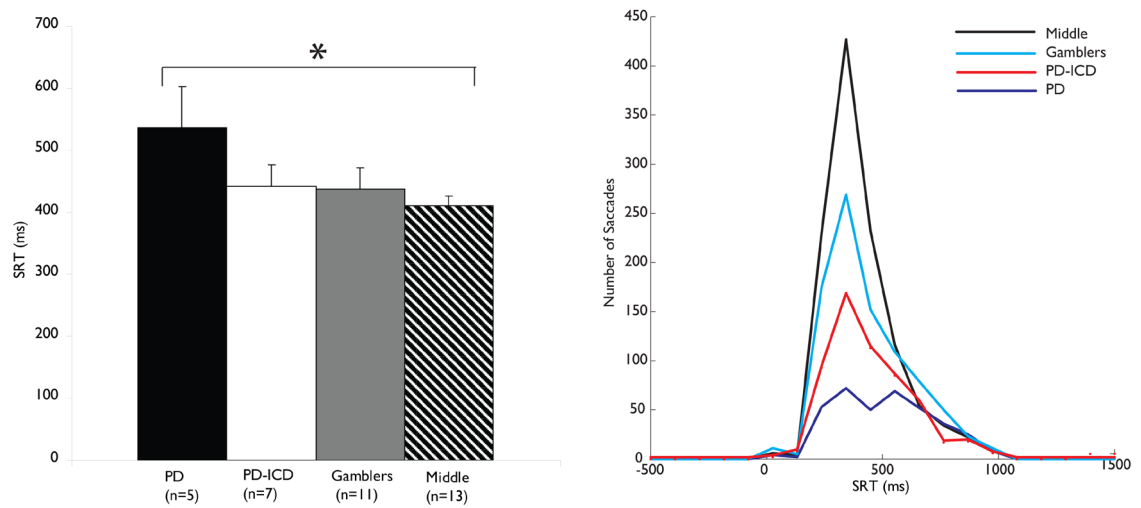 700
600
500
400
300
200
100
0
SRT (ms)
*
PD
(n=5)
PD-ICD
(n=7)
Gamblers
(n=11)
Middle
(n=13)
450
400
350
300
250
200
150
100
50
0
Number of Saccades
-500
0
500
1000
1500
SRT (ms)
Middle
Gamblers
PD-ICD
PD